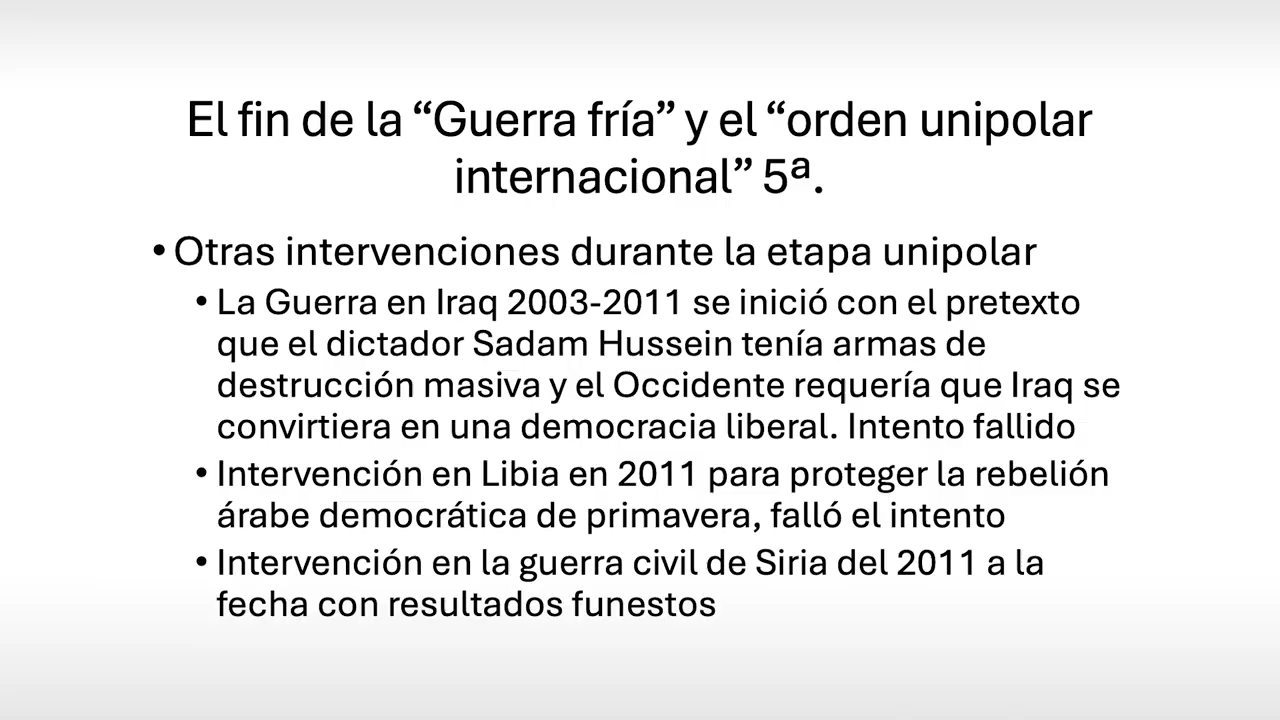 El fin de la “Guerra fría” y el “orden unipolar
internacional” 5ª.
• Otras intervenciones durante la etapa unipolar
• La Guerra en Iraq 2003-2011 se inició con el pretexto
que el dictador Sadam Hussein tenía armas de
destrucción masiva y el Occidente requería que Iraq se
convirtiera en una democracia liberal. Intento fallido
• Intervención en Libia en 2011 para proteger la rebelión
árabe democrática de primavera, falló el intento
• Intervención en la guerra civil de Siria del 2011 a la
fecha con resultados funestos